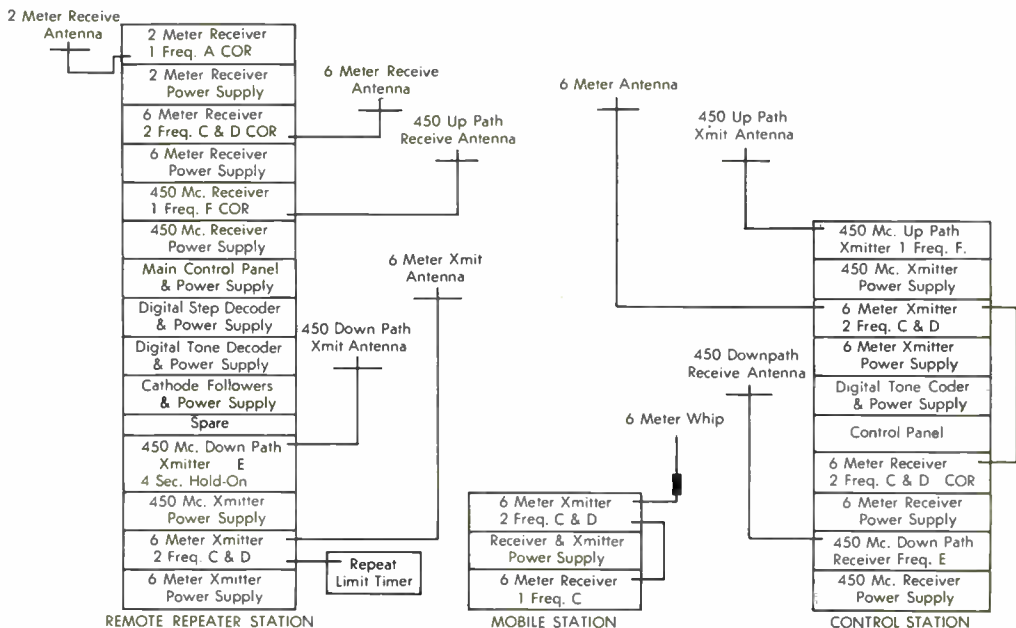 2 Meter Receive
Antenna
2 Meter Receiver
1 Freq. A COR
2 Meter Receiver
Power Supply
6 Meter Receiver
2 Freq. C & D COR
6 Meter Receiver
Power Supply
450 Mc. Receiver
1 Freq. F COR
450 Mc. Receiver
Power Supply
Main Control Panel
& Power Supply
Digital Step Decoder
& Power Supply
Digital Tone Decoder
& Power Supply
Cathode Followers
& Power Supply
Spare
450 Mc. Down Path
Xmitter E
4 Sec. Hold-On
450 Mc. Xmitter
Power Supply
6 Meter Xmitter
2 Freq. C & D
6 Meter Xmitter
Power Supply
REMOTE REPEATER STATION
6 Meter Receive
Antenna
450 Up Path
Receive Antenna
6 Meter Xmit
Antenna
450 Down Path
Xmit Antenna
Repeat
Limit Timer
6 Meter Whip
6 Meter Xmitter
2 Freq. C & D
Receiver & Xmitter
Power Supply
6 Meter Receiver
1 Freq. C
MOBILE STATION
6 Meter Antenna
450 Up Path
Xmit Antenna
450 Downpath
Receive Antenna
450 Mc. Up Path
Xmitter 1 Freq. F.
450 Mc. Xmitter
Power Supply
6 Meter Xmitter
2 Freq. C & D
6 Meter Xmitter
Power Supply
Digital Tone Coder
& Power Supply
Control Panel
6 Meter Receiver
2 Freq. C & D COR
6 Meter Receiver
Power Supply
450 Mc. Down Path
Receiver Freq. E
450 Mc. Receiver
Power Supply
CONTROL STATION